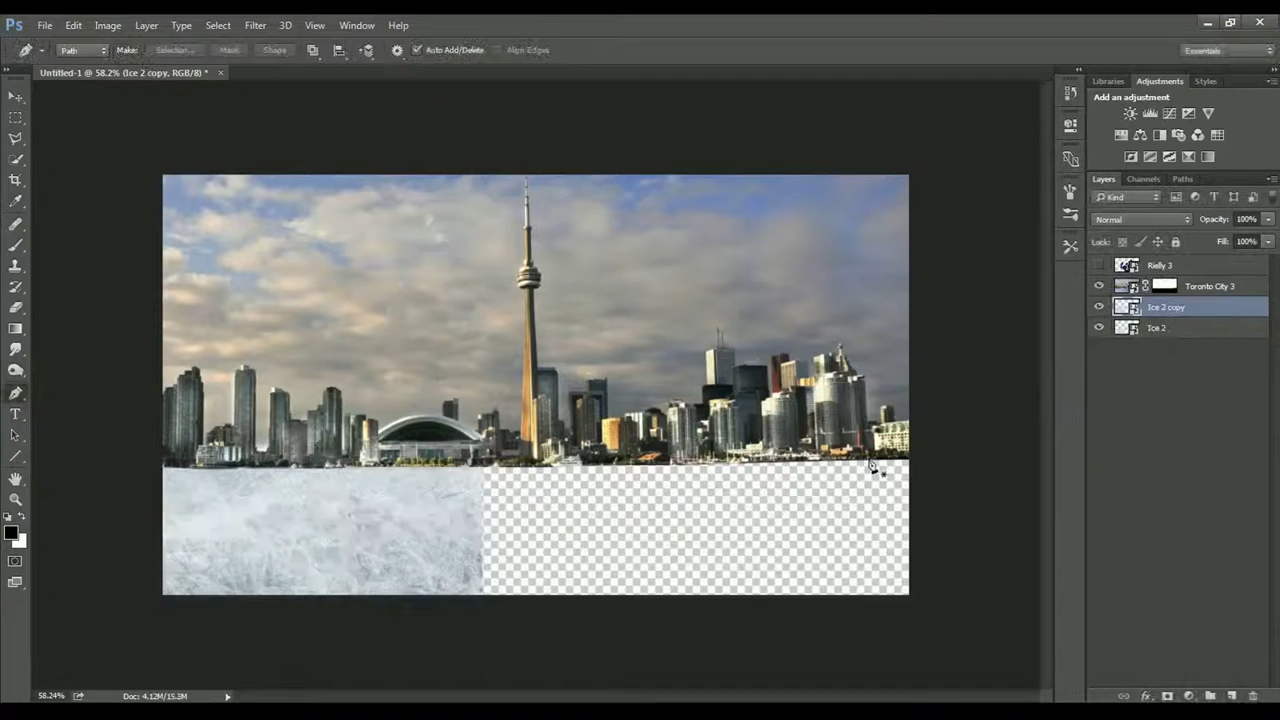 Ps File Edit Image Layer Type Select Filter 3D View Window Help
Path Make: Selection... Mask Shape Auto Add/Delete Align Edges Essentials
Untitled-1 @ 58.2% (Ice 2 copy, RGB/8) * ×
Libraries Adjustments Styles
Add an adjustment
Layers Channels Paths
Kind
Normal Opacity: 100%
Lock: Fill: 100%
Rielly 3
Toronto City 3
Ice 2 copy
Ice 2
58.24% Doc: 4.12M/15.3M